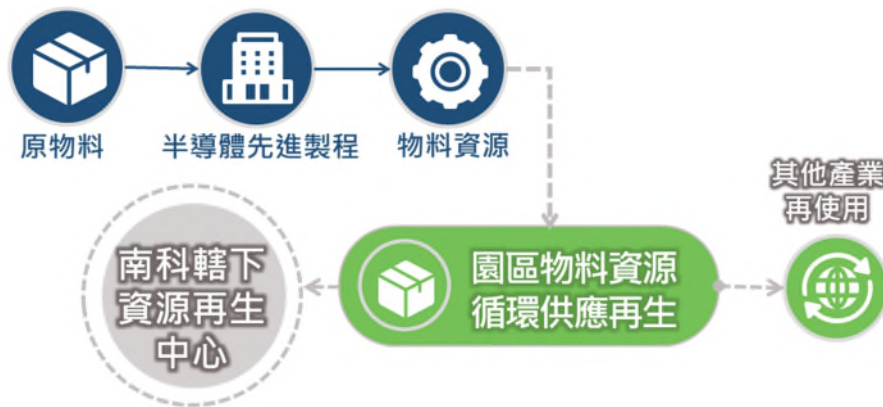 原物料
半導體先進製程
物料資源
其他產業
再使用
園區物料資源
循環供應再生
南科轄下
資源再生
中心